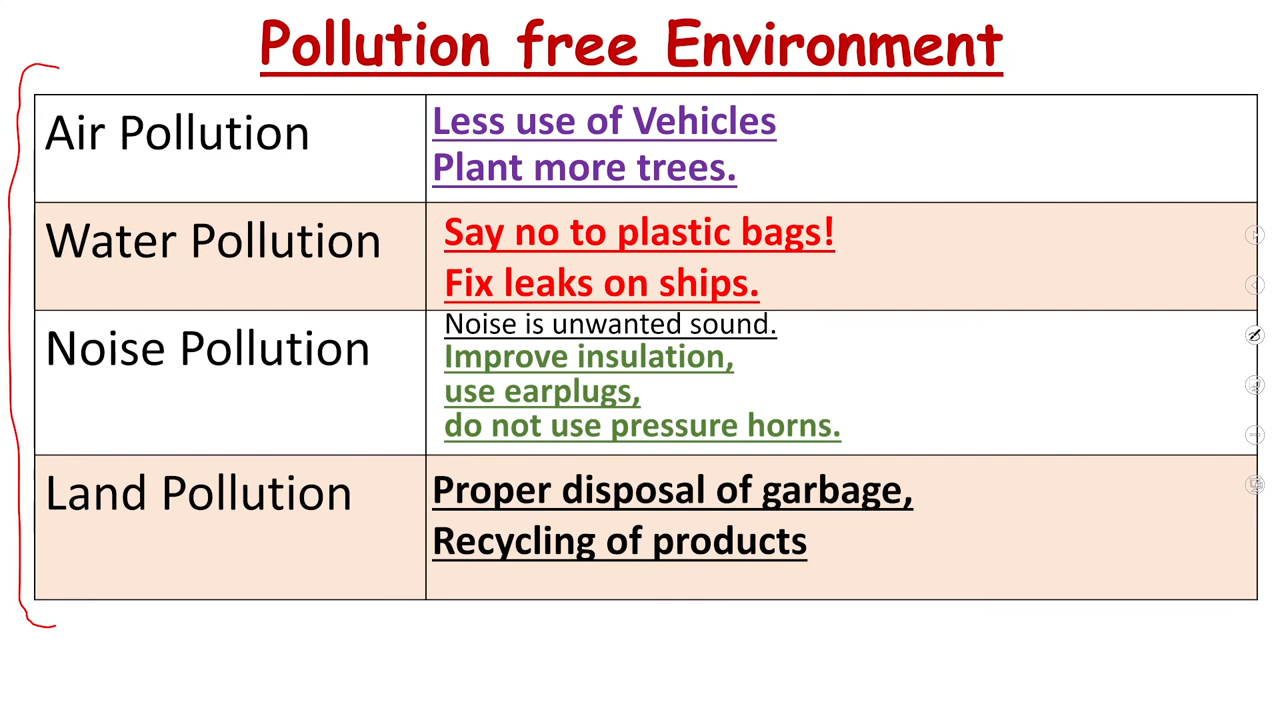 Pollution free Environment
Air Pollution
Less use of Vehicles
Plant more trees.
Water Pollution
Say no to plastic bags!
Fix leaks on ships.
Noise Pollution
Noise is unwanted sound.
Improve insulation,
use earplugs,
do not use pressure horns.
Land Pollution
Proper disposal of garbage,
Recycling of products